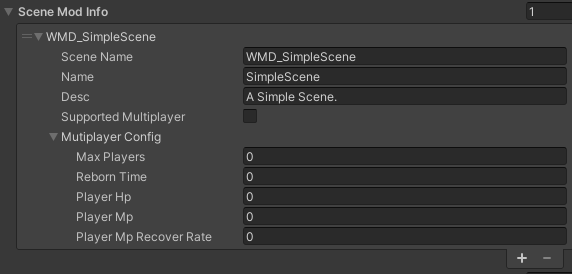 Scene Mod Info 1
WMD_SimpleScene
Scene Name WMD_SimpleScene
Name SimpleScene
Desc A Simple Scene.
Supported Multiplayer
Mutiplayer Config
Max Players 0
Reborn Time 0
Player Hp 0
Player Mp 0
Player Mp Recover Rate 0